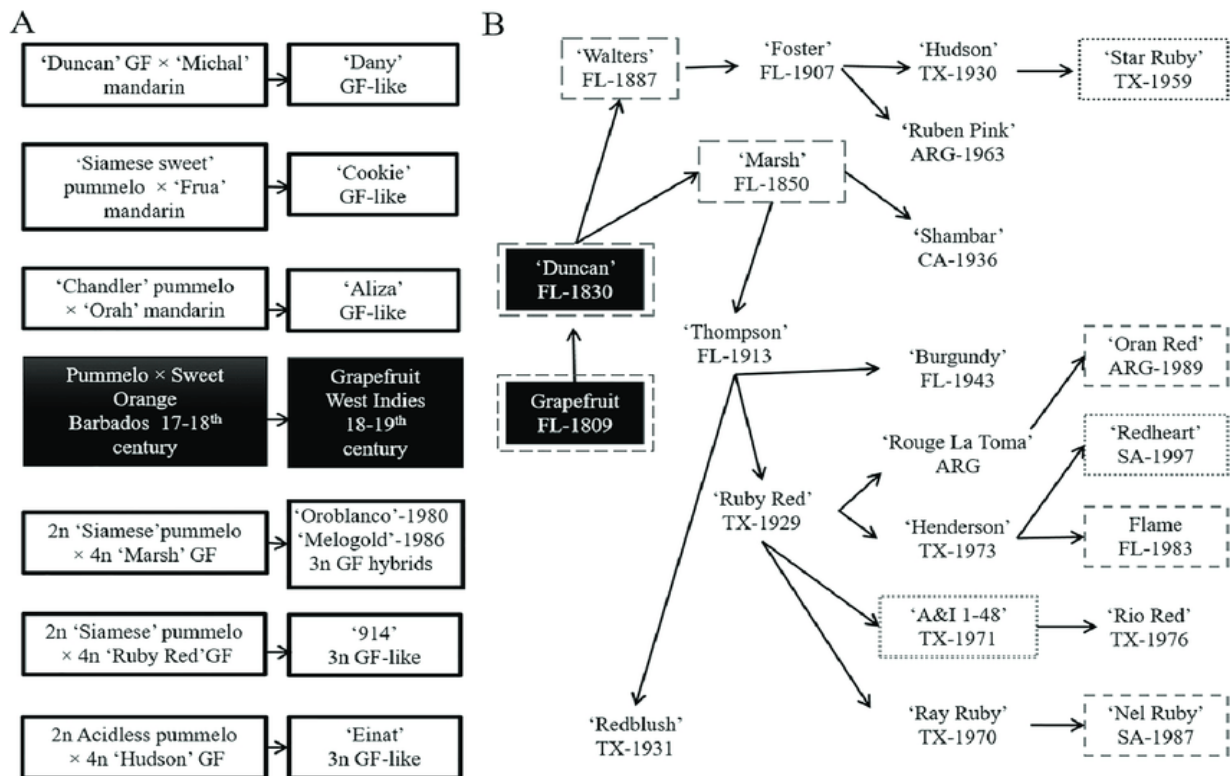 A
‘Duncan’ GF × ‘Michal’
mandarin
‘Dany’
GF-like
‘Siamese sweet’
pummelo × ‘Frua’
mandarin
‘Cookie’
GF-like
‘Chandler’ pummelo
× ‘Orah’ mandarin
‘Aliza’
GF-like
Pummelo × Sweet
Orange
Barbados 17-18th
century
Grapefruit
West Indies
18-19th
century
2n ‘Siamese’pummelo
× 4n ‘Marsh’ GF
‘Oroblanco’-1980
‘Melogold’-1986
3n GF hybrids
2n ‘Siamese’ pummelo
× 4n ‘Ruby Red’GF
‘914’
3n GF-like
2n Acidless pummelo
× 4n ‘Hudson’ GF
‘Einat’
3n GF-like
B
‘Walters’
FL-1887
‘Foster’
FL-1907
‘Hudson’
TX-1930
‘Star Ruby’
TX-1959
‘Ruben Pink’
ARG-1963
‘Marsh’
FL-1850
‘Shambar’
CA-1936
‘Duncan’
FL-1830
Grapefruit
FL-1809
‘Thompson’
FL-1913
‘Burgundy’
FL-1943
‘Oran Red’
ARG-1989
‘Rouge La Toma’
ARG
‘Redheart’
SA-1997
‘Ruby Red’
TX-1929
‘Henderson’
TX-1973
Flame
FL-1983
‘A&I 1-48’
TX-1971
‘Rio Red’
TX-1976
‘Redblush’
TX-1931
‘Ray Ruby’
TX-1970
‘Nel Ruby’
SA-1987